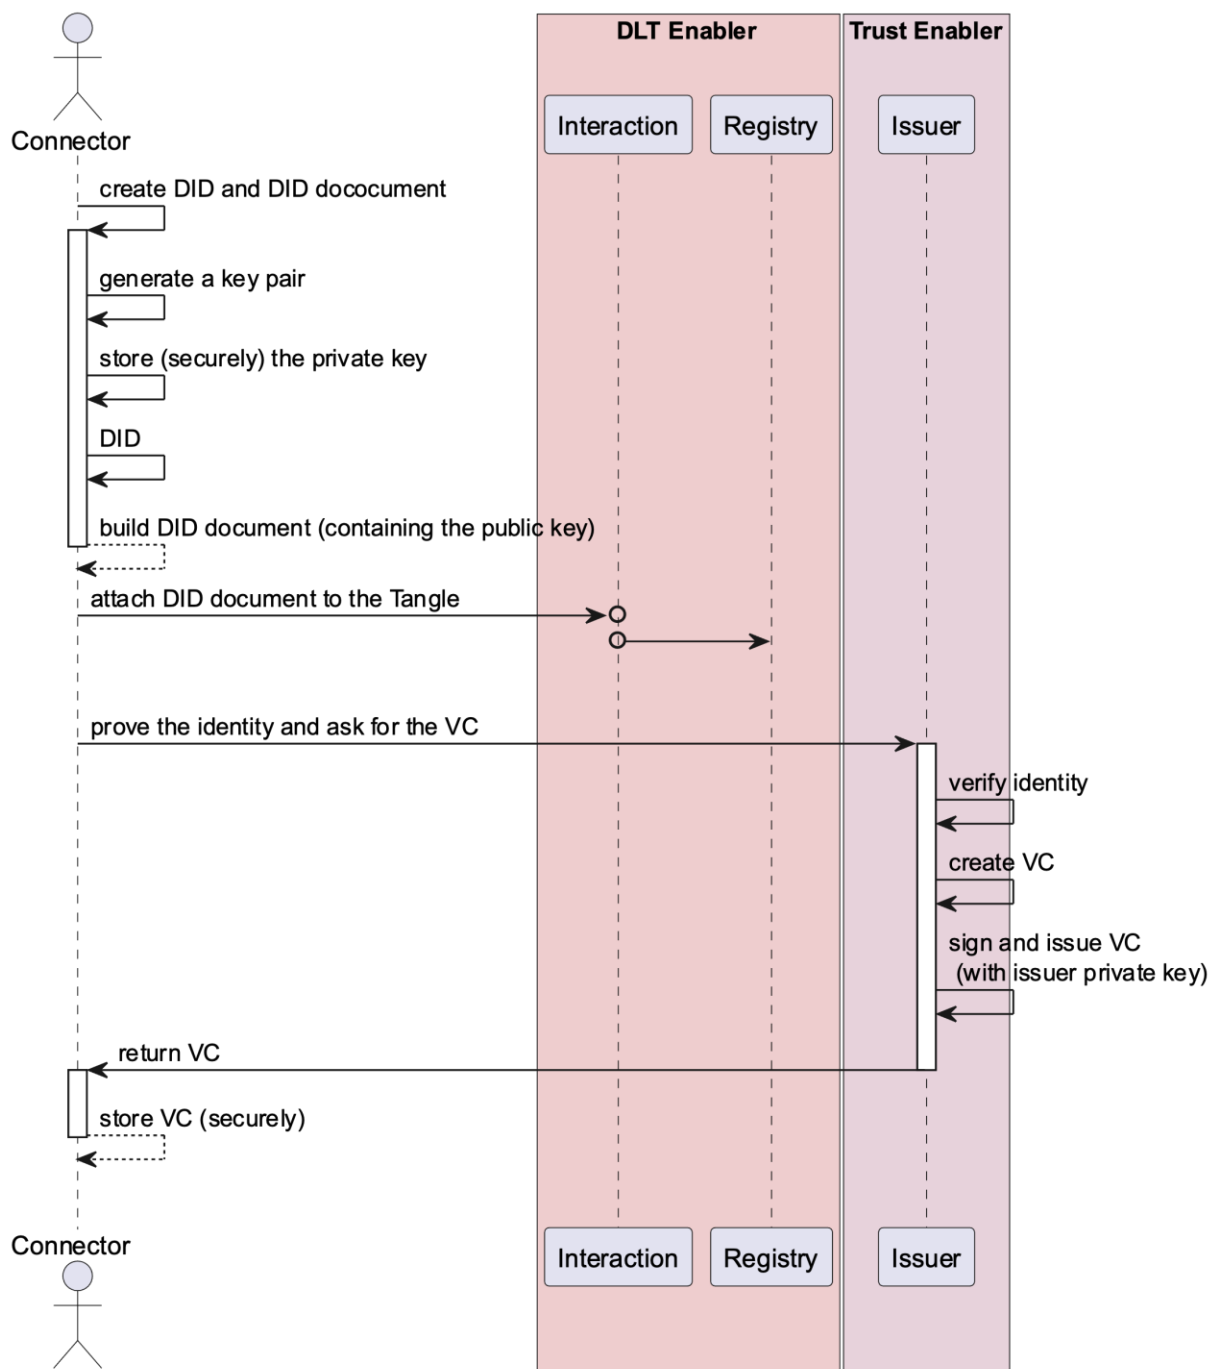 DLT Enabler
Trust Enabler
Connector
Interaction
Registry
Issuer
create DID and DID dococument
generate a key pair
store (securely) the private key
DID
build DID document (containing the public key)
attach DID document to the Tangle
prove the identity and ask for the VC
verify identity
create VC
sign and issue VC
(with issuer private key)
return VC
store VC (securely)
Connector
Interaction
Registry
Issuer